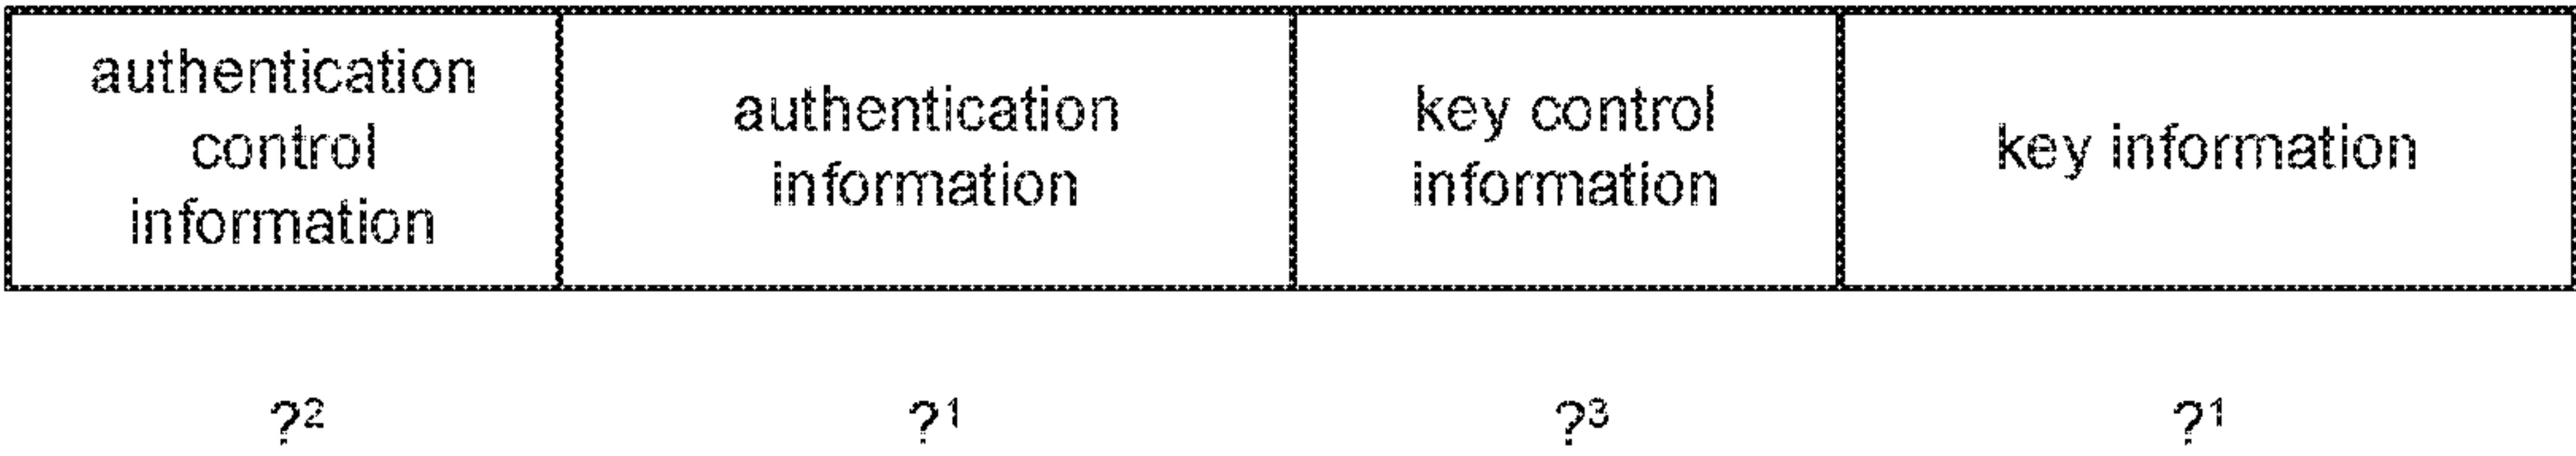 authentication
control
information
authentication
information
key control
information
key information
?²
?¹
?³
?¹